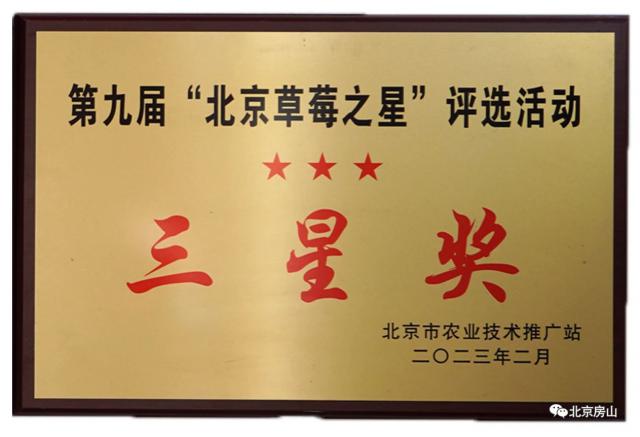 第九届“北京草莓之星”评选活动
★★★
三星奖
北京市农业技术推广站
二〇二三年二月
北京房山